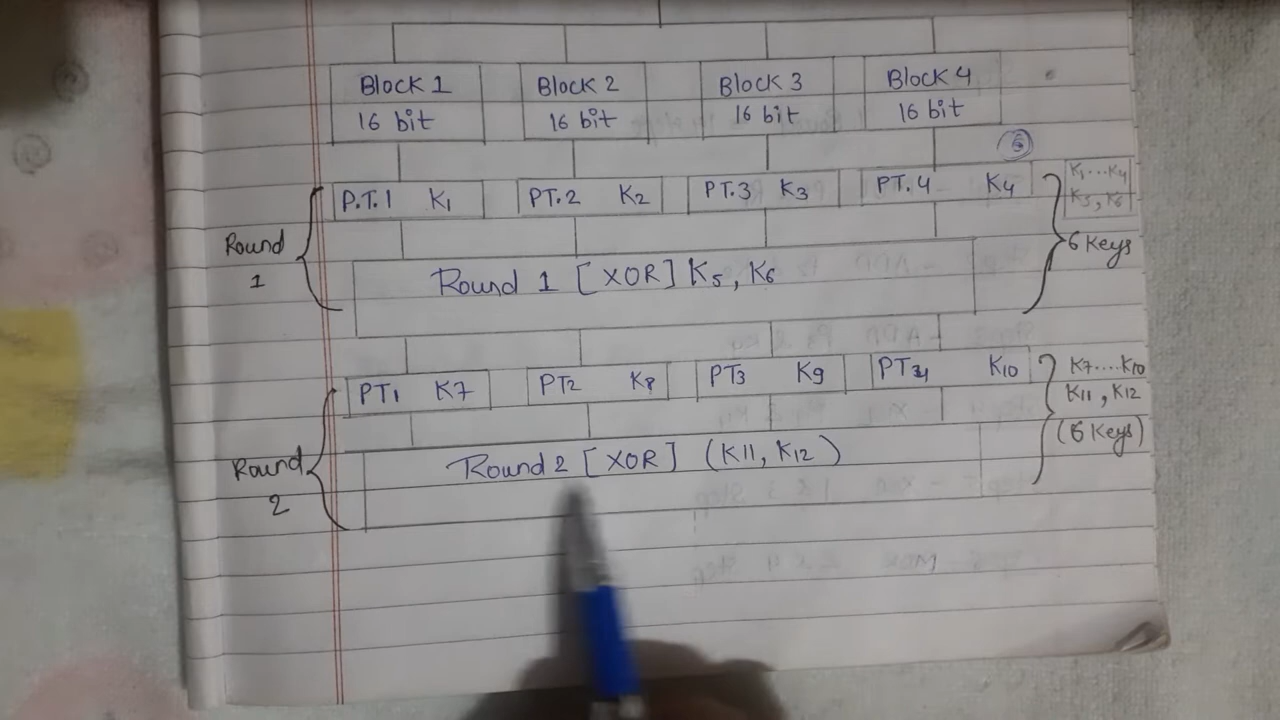 Block 1 Block 2 Block 3 Block 4
16 bit 16 bit 16 bit 16 bit
P.T.1 K1 PT.2 K2 PT.3 K3 PT.4 K4
K1...K4
K5, K6
6 Keys
Round
1
Round 1 [XOR] K5, K6
PT1 K7 PT2 K8 PT3 K9 PT4 K10
K7....K10
K11, K12
(6 Keys)
Round
2
Round 2 [XOR] (K11, K12)